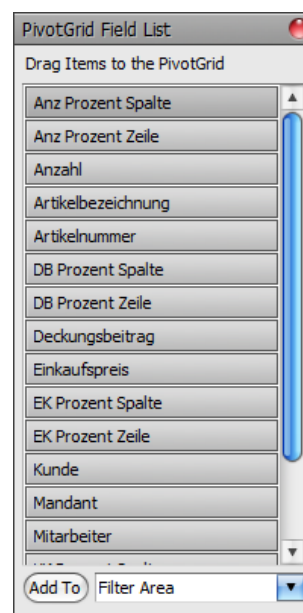 PivotGrid Field List
Drag Items to the PivotGrid
Anz Prozent Spalte
Anz Prozent Zeile
Anzahl
Artikelbezeichnung
Artikelnummer
DB Prozent Spalte
DB Prozent Zeile
Deckungsbeitrag
Einkaufspreis
EK Prozent Spalte
EK Prozent Zeile
Kunde
Mandant
Mitarbeiter
Add To Filter Area